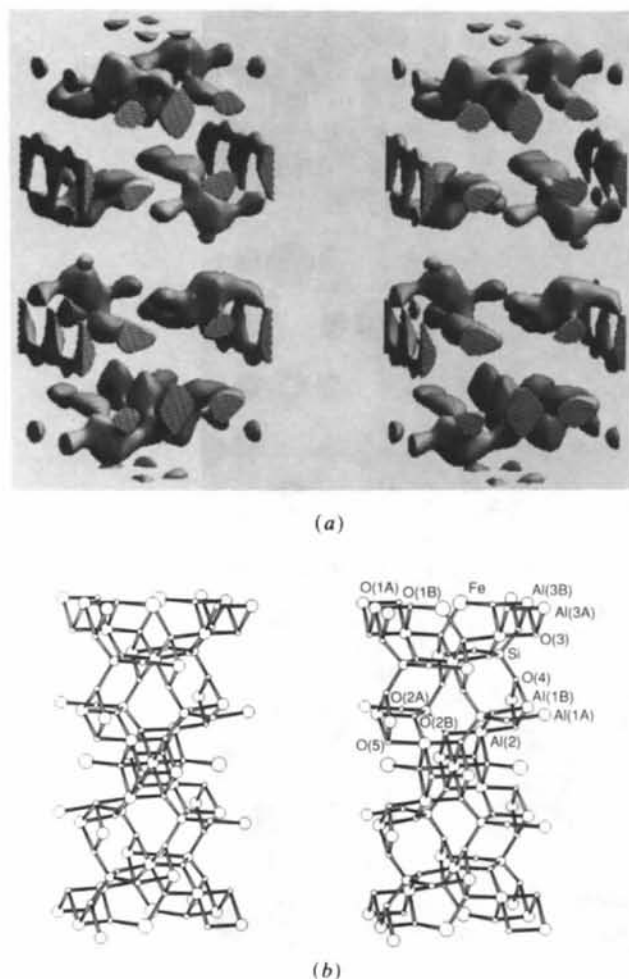 (a)
O(1A)
O(1B)
Fe
Al(3B)
Al(3A)
O(3)
Si
O(4)
O(2A)
Al(1B)
Al(1A)
O(2B)
O(5)
Al(2)
(b)